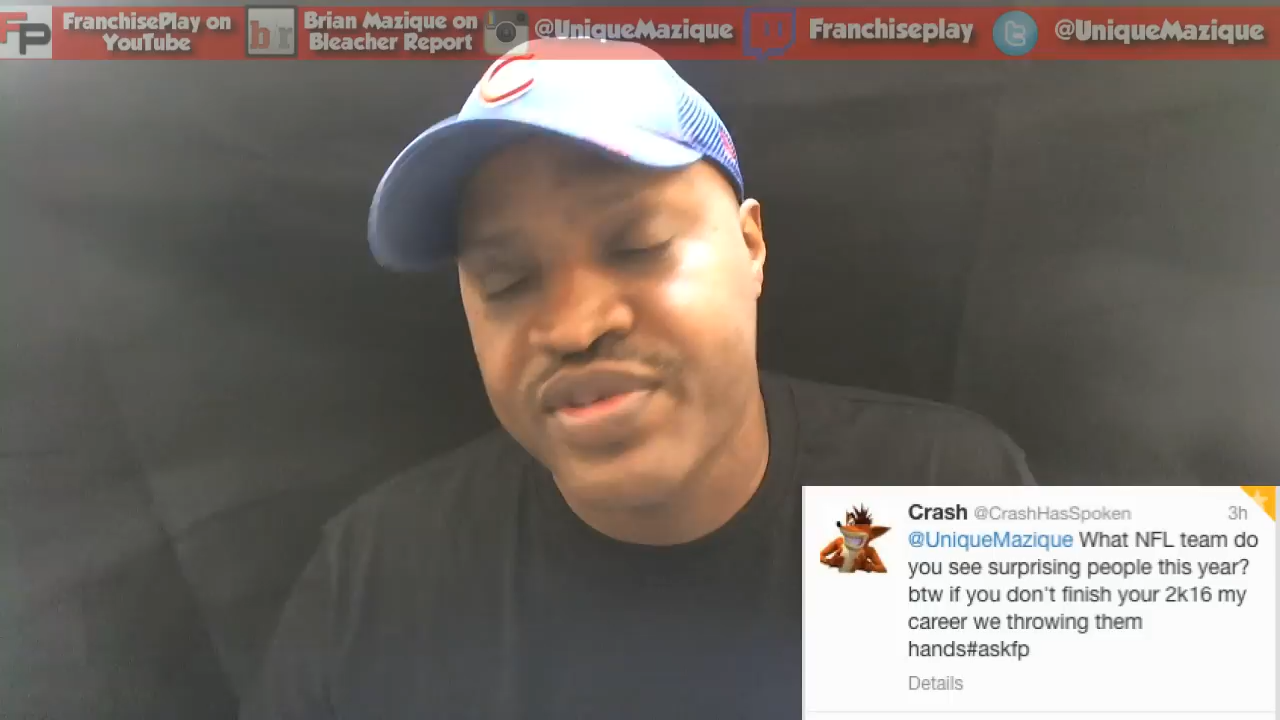 FP
FranchisePlay on
YouTube
br
Brian Mazique on
Bleacher Report
@UniqueMazique
Franchiseplay
@UniqueMazique
C
Crash @CrashHasSpoken 3h
@UniqueMazique What NFL team do
you see surprising people this year?
btw if you don't finish your 2k16 my
career we throwing them
hands#askfp
Details